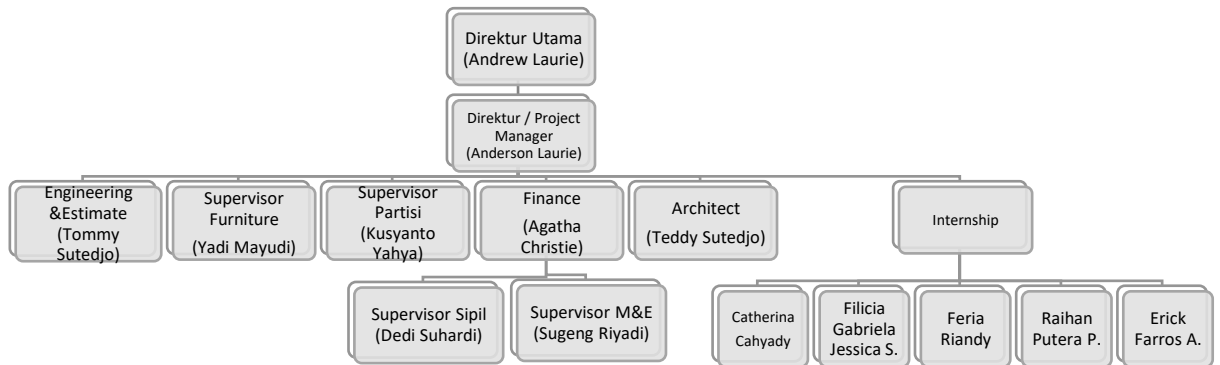 Direktur Utama
(Andrew Laurie)
Direktur / Project
Manager
(Anderson Laurie)
Engineering
&Estimate
(Tommy
Sutedjo)
Supervisor
Furniture
(Yadi Mayudi)
Supervisor
Partisi
(Kusyanto
Yahya)
Finance
(Agatha
Christie)
Architect
(Teddy Sutedjo)
Internship
Supervisor Sipil
(Dedi Suhardi)
Supervisor M&E
(Sugeng Riyadi)
Catherina
Cahyady
Filicia
Gabriela
Jessica S.
Feria
Riandy
Raihan
Putera P.
Erick
Farros A.